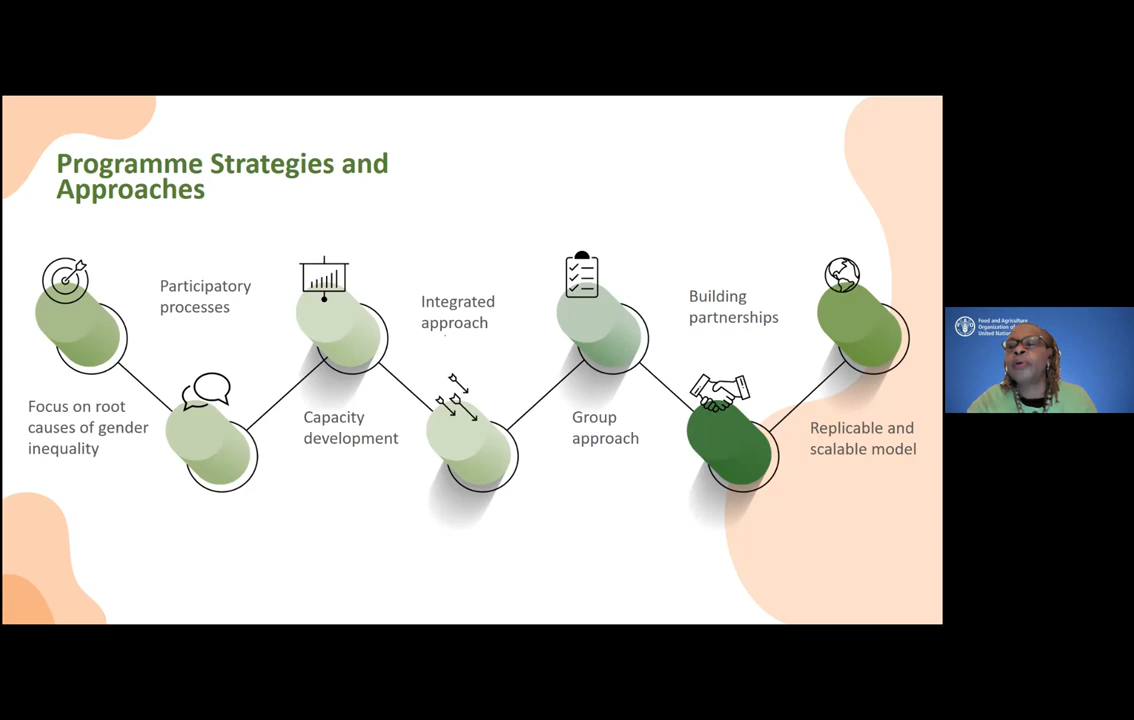 Programme Strategies and
Approaches
Focus on root
causes of gender
inequality
Participatory
processes
Capacity
development
Integrated
approach
Group
approach
Building
partnerships
Replicable and
scalable model
Food and Agriculture
Organization of
United Nation